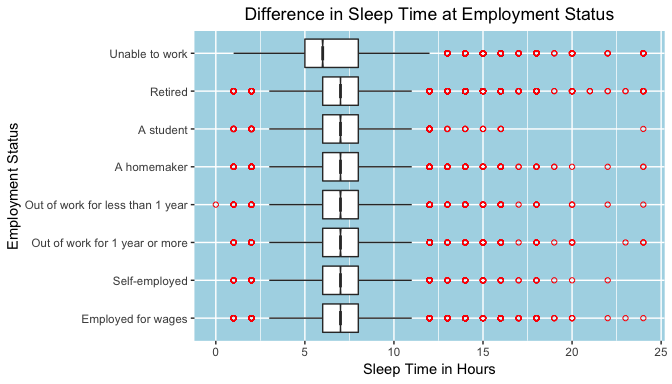 Difference in Sleep Time at Employment Status
Employment Status
Unable to work
Retired
A student
A homemaker
Out of work for less than 1 year
Out of work for 1 year or more
Self-employed
Employed for wages
0 5 10 15 20 25
Sleep Time in Hours